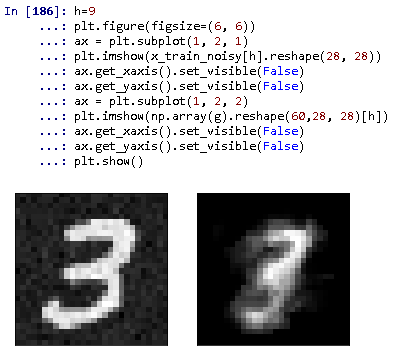 In [186]: h=9
...: plt.figure(figsize=(6, 6))
...: ax = plt.subplot(1, 2, 1)
...: plt.imshow(x_train_noisy[h].reshape(28, 28))
...: ax.get_xaxis().set_visible(False)
...: ax.get_yaxis().set_visible(False)
...: ax = plt.subplot(1, 2, 2)
...: plt.imshow(np.array(g).reshape(60,28, 28)[h])
...: ax.get_xaxis().set_visible(False)
...: ax.get_yaxis().set_visible(False)
...: plt.show()
3